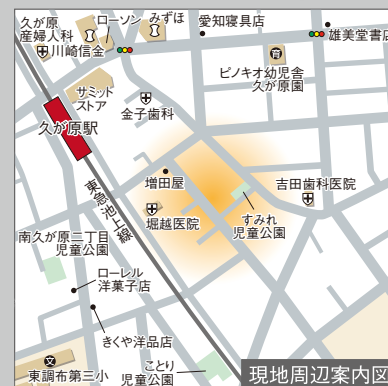 久が原
産婦人科
ローソン
みずほ
愛知寝具店
雄美堂書店
川崎信金
育
ピノキオ幼児舎
久が原園
サミット
ストア
金子歯科
久が原駅
東急池上線
増田屋
吉田歯科医院
堀越医院
すみれ
児童公園
南久が原二丁目
児童公園
ローレル
洋菓子店
きくや洋品店
文
東調布第三小
ことり
児童公園
現地周辺案内図